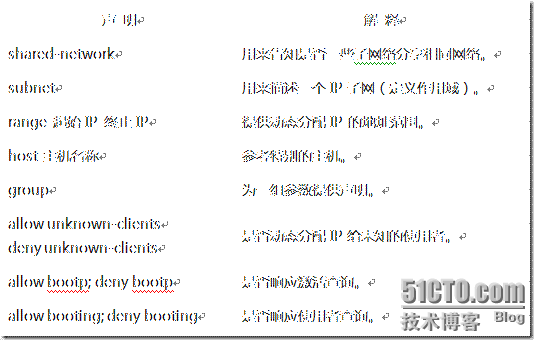 声 明 解 释
shared-network 用来告知是否一些子网络分享相同网络。
subnet 用来描述一个 IP 子网（定义作用域）。
range 起始 IP 终止 IP 提供动态分配 IP 的地址范围。
host 主机名称 参考特别的主机。
group 为一组参数提供声明。
allow unknown-clients
deny unknown-clients 是否动态分配 IP 给未知的使用者。
allow bootp; deny bootp 是否响应激活查询。
allow booting; deny booting 是否响应使用者查询。
51CTO.com
技术博客 Blog